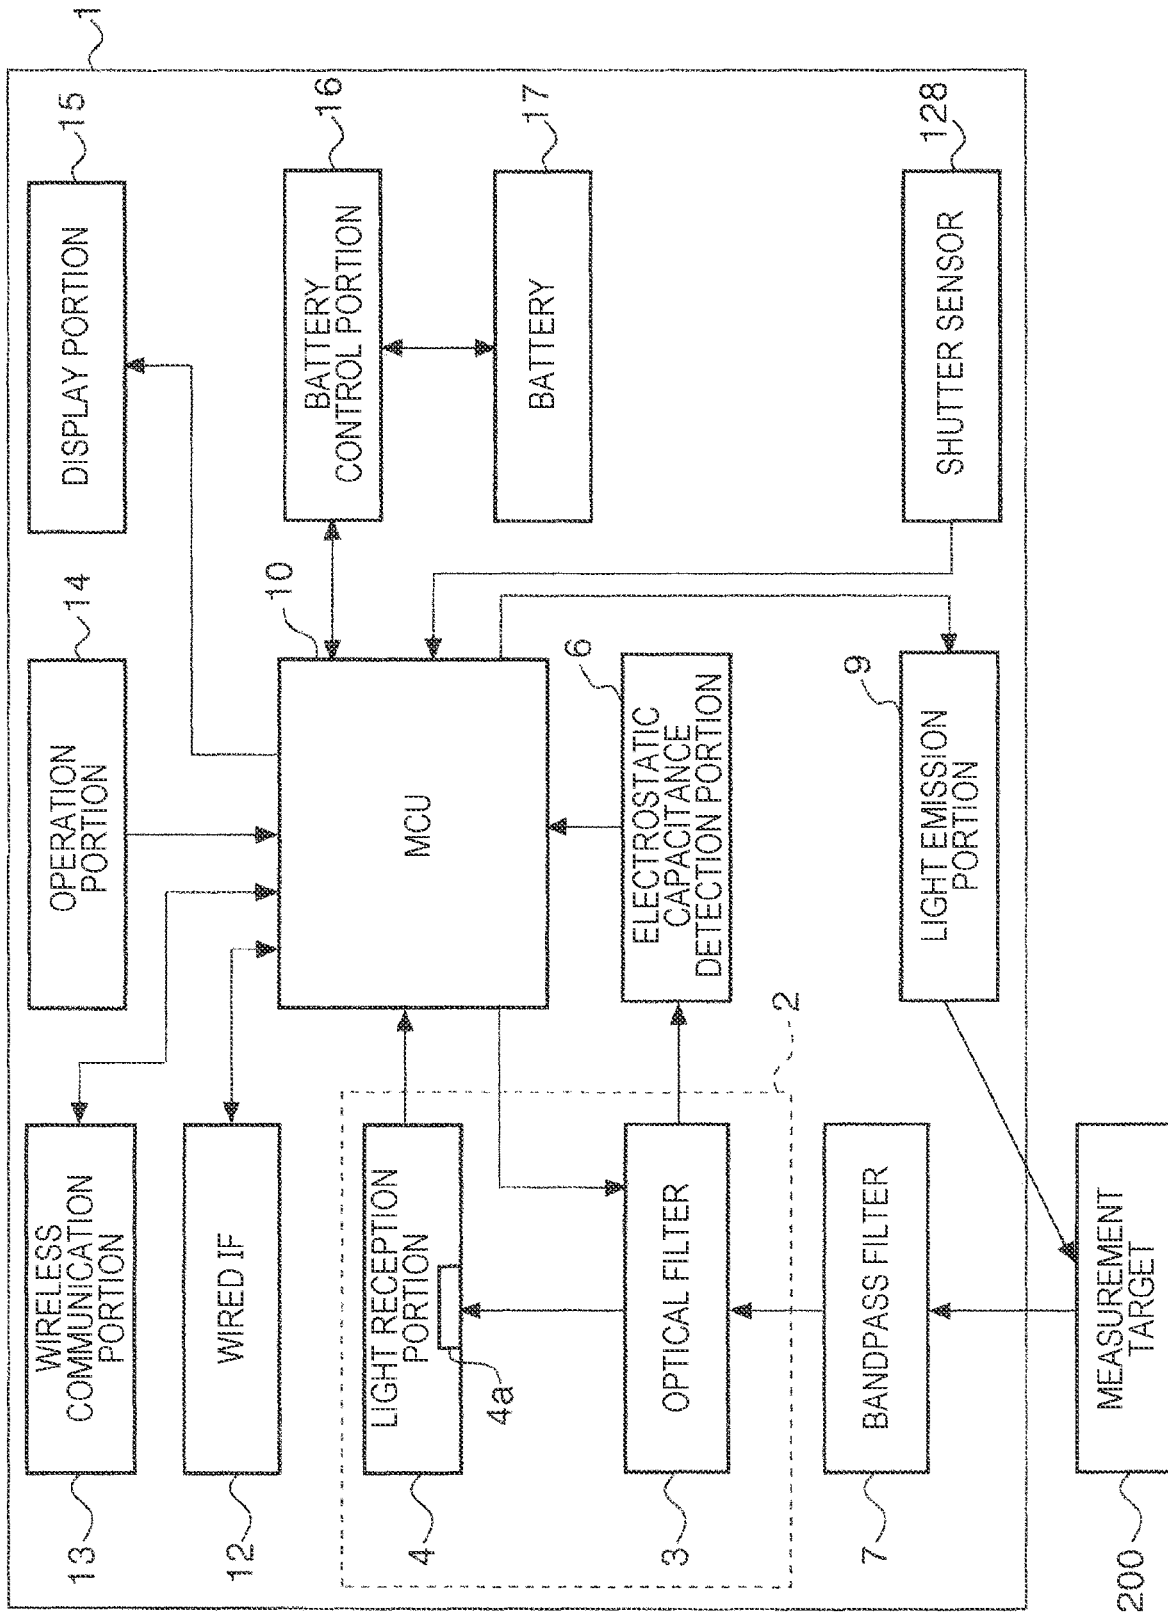 1
13
WIRELESS
COMMUNICATION
PORTION
14
OPERATION
PORTION
15
DISPLAY PORTION
12
WIRED IF
10
MCU
16
BATTERY
CONTROL PORTION
17
BATTERY
4
LIGHT RECEPTION
PORTION
4a
2
3
OPTICAL FILTER
6
ELECTROSTATIC
CAPACITANCE
DETECTION PORTION
7
BANDPASS FILTER
9
LIGHT EMISSION
PORTION
128
SHUTTER SENSOR
200
MEASUREMENT
TARGET